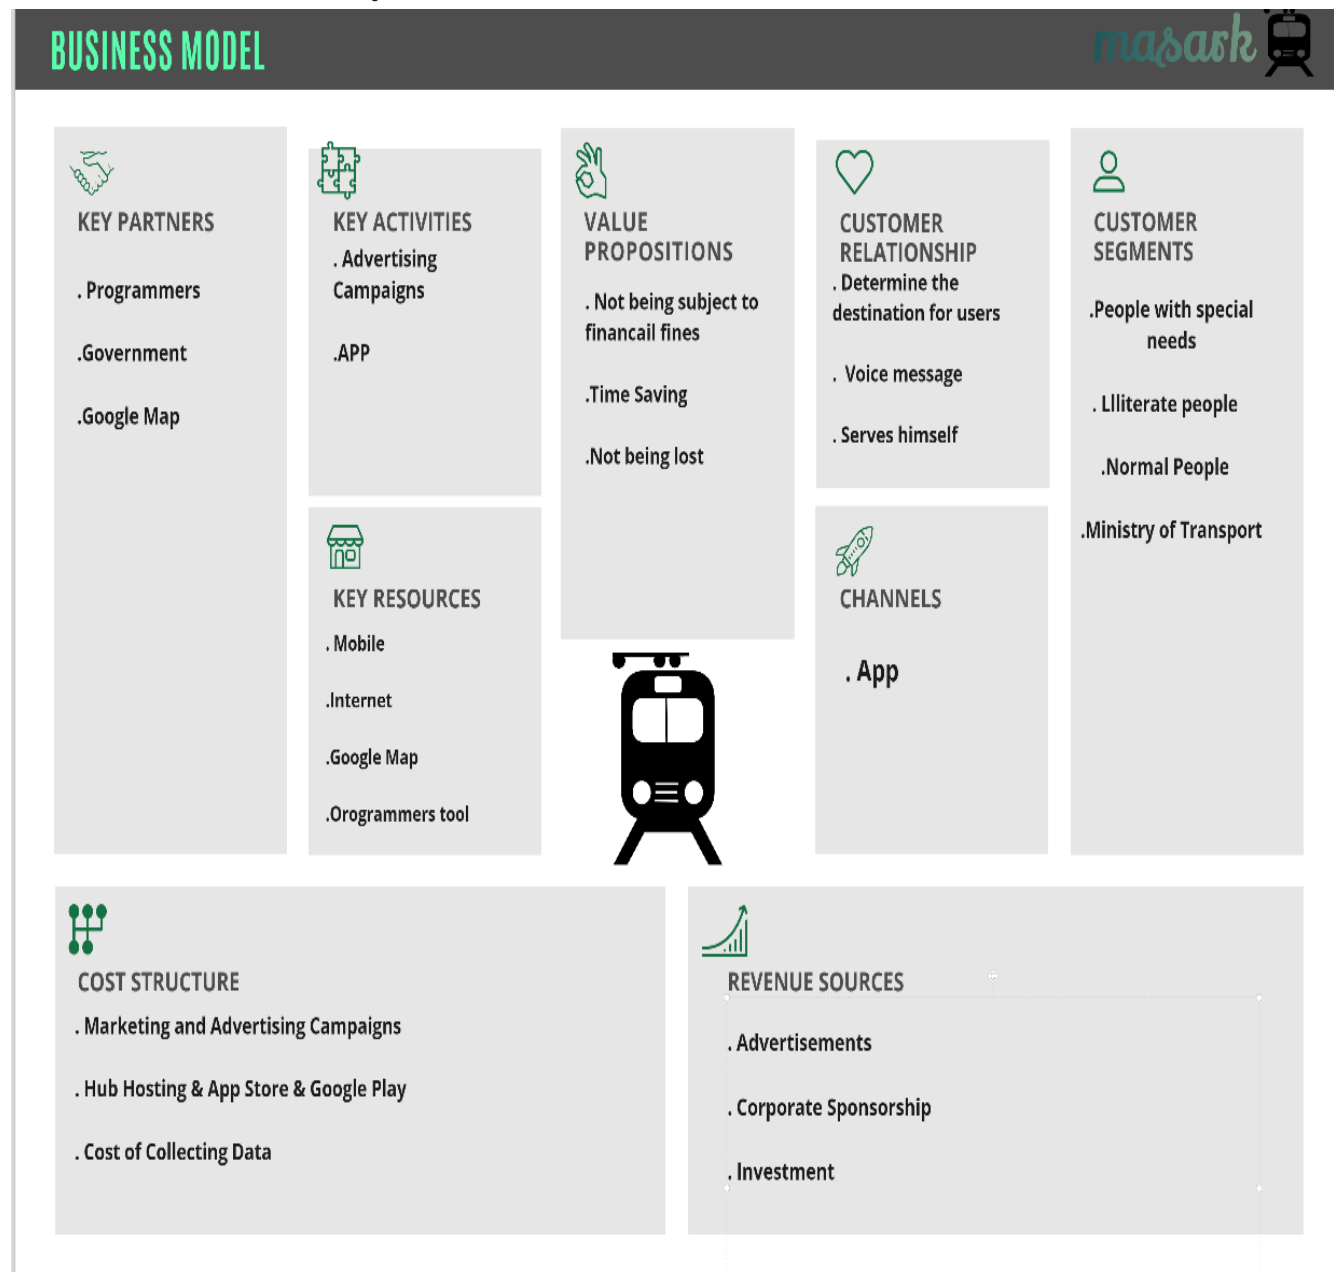 BUSINESS MODEL
masark
KEY PARTNERS
. Programmers
.Government
.Google Map
KEY ACTIVITIES
. Advertising
Campaigns
.APP
KEY RESOURCES
. Mobile
.Internet
.Google Map
.Orogrammers tool
VALUE
PROPOSITIONS
. Not being subject to
financail fines
.Time Saving
.Not being lost
CUSTOMER
RELATIONSHIP
. Determine the
destination for users
. Voice message
. Serves himself
CHANNELS
. App
CUSTOMER
SEGMENTS
.People with special
needs
. Llliterate people
.Normal People
.Ministry of Transport
COST STRUCTURE
. Marketing and Advertising Campaigns
. Hub Hosting & App Store & Google Play
. Cost of Collecting Data
REVENUE SOURCES
. Advertisements
. Corporate Sponsorship
. Investment